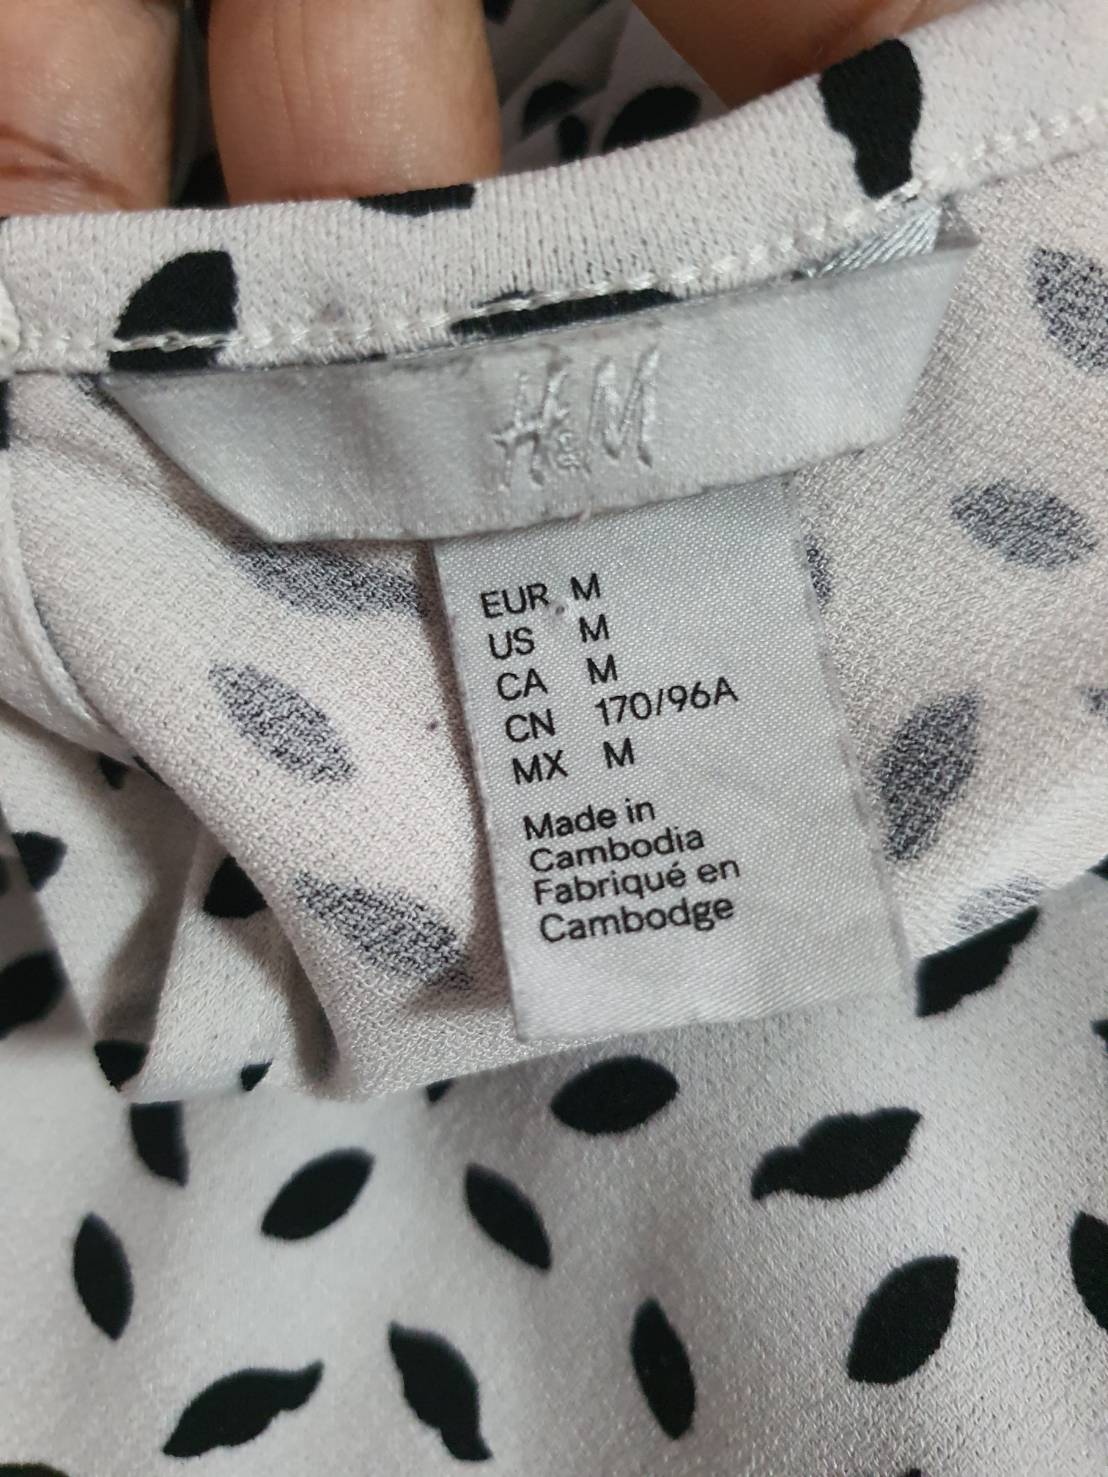 H&M
EUR M
US M
CA M
CN 170/96A
MX M
Made in
Cambodia
Fabriqué en
Cambodge